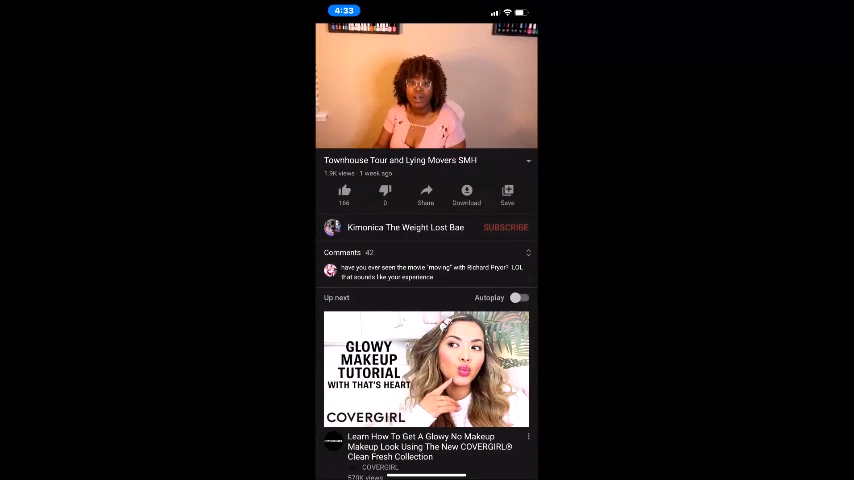 4:33
Townhouse Tour and Lying Movers SMH
1.9K views · 1 week ago
166
0
Share
Download
Save
Kimonica The Weight Lost Bae
SUBSCRIBE
Comments 42
have you ever seen the movie "moving" with Richard Pryor? LOL
that sounds like your experience
Up next
Autoplay
GLOWY
MAKEUP
TUTORIAL
WITH THAT'S HEART
COVERGIRL
Learn How To Get A Glowy No Makeup
Makeup Look Using The New COVERGIRL®
Clean Fresh Collection
COVERGIRL
570K views